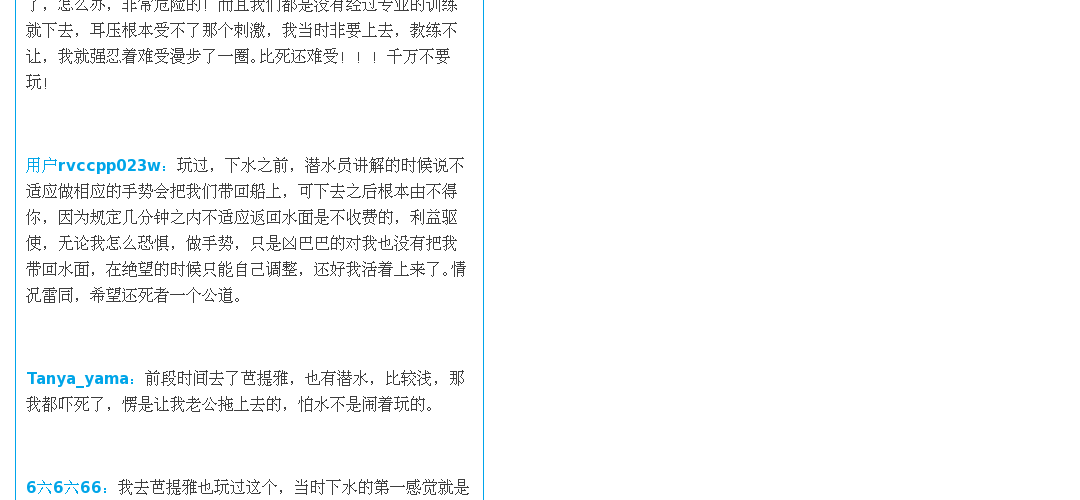 了，怎么办，非常危险的！而且我们都是没有经过专业的训练
就下去，耳压根本受不了那个刺激，我当时非要上去，教练不
让，我就强忍着难受漫步了一圈。比死还难受！！！千万不要
玩！
用户rvccpp023w：玩过，下水之前，潜水员讲解的时候说不
适应做相应的手势会把我们带回船上，可下去之后根本由不得
你，因为规定几分钟之内不适应返回水面是不收费的，利益驱
使，无论我怎么恐惧，做手势，只是凶巴巴的对我也没有把我
带回水面，在绝望的时候只能自己调整，还好我活着上来了。情
况雷同，希望还死者一个公道。
Tanya_yama：前段时间去了芭提雅，也有潜水，比较浅，那
我都吓死了，愣是让我老公拖上去的，怕水不是闹着玩的。
6六6六66：我去芭提雅也玩过这个，当时下水的第一感觉就是